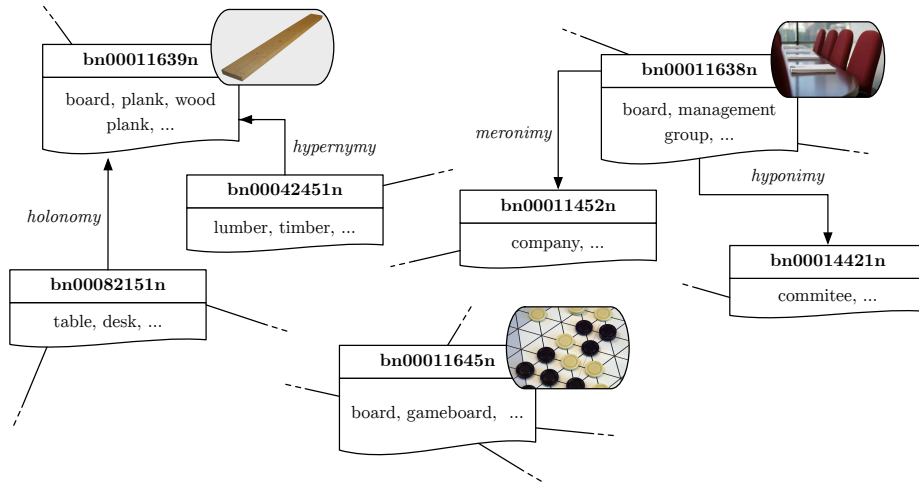 bn00011639n
board, plank, wood
plank, ...
hypernymy
bn00042451n
lumber, timber, ...
holonomy
bn00082151n
table, desk, ...
bn00011638n
board, management
group, ...
meronimy
hyponimy
bn00011452n
company, ...
bn00014421n
commitee, ...
bn00011645n
board, gameboard, ...